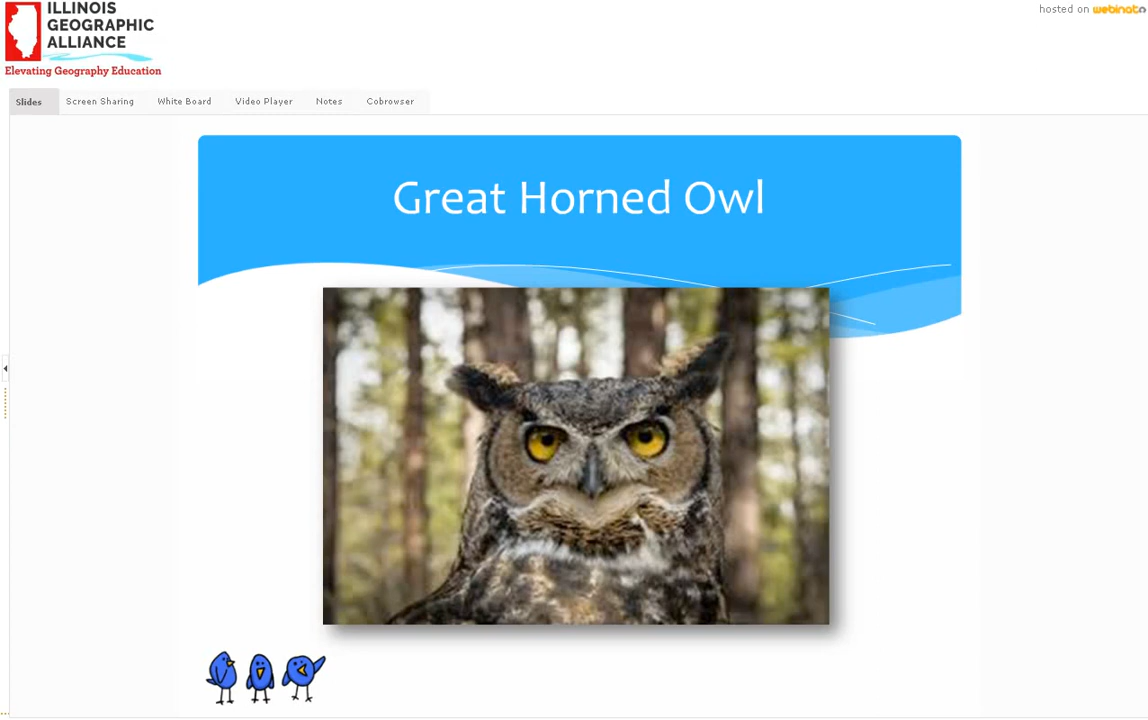 ILLINOIS
GEOGRAPHIC
ALLIANCE
Elevating Geography Education
hosted on webinato
Slides Screen Sharing White Board Video Player Notes Cobrowser
Great Horned Owl